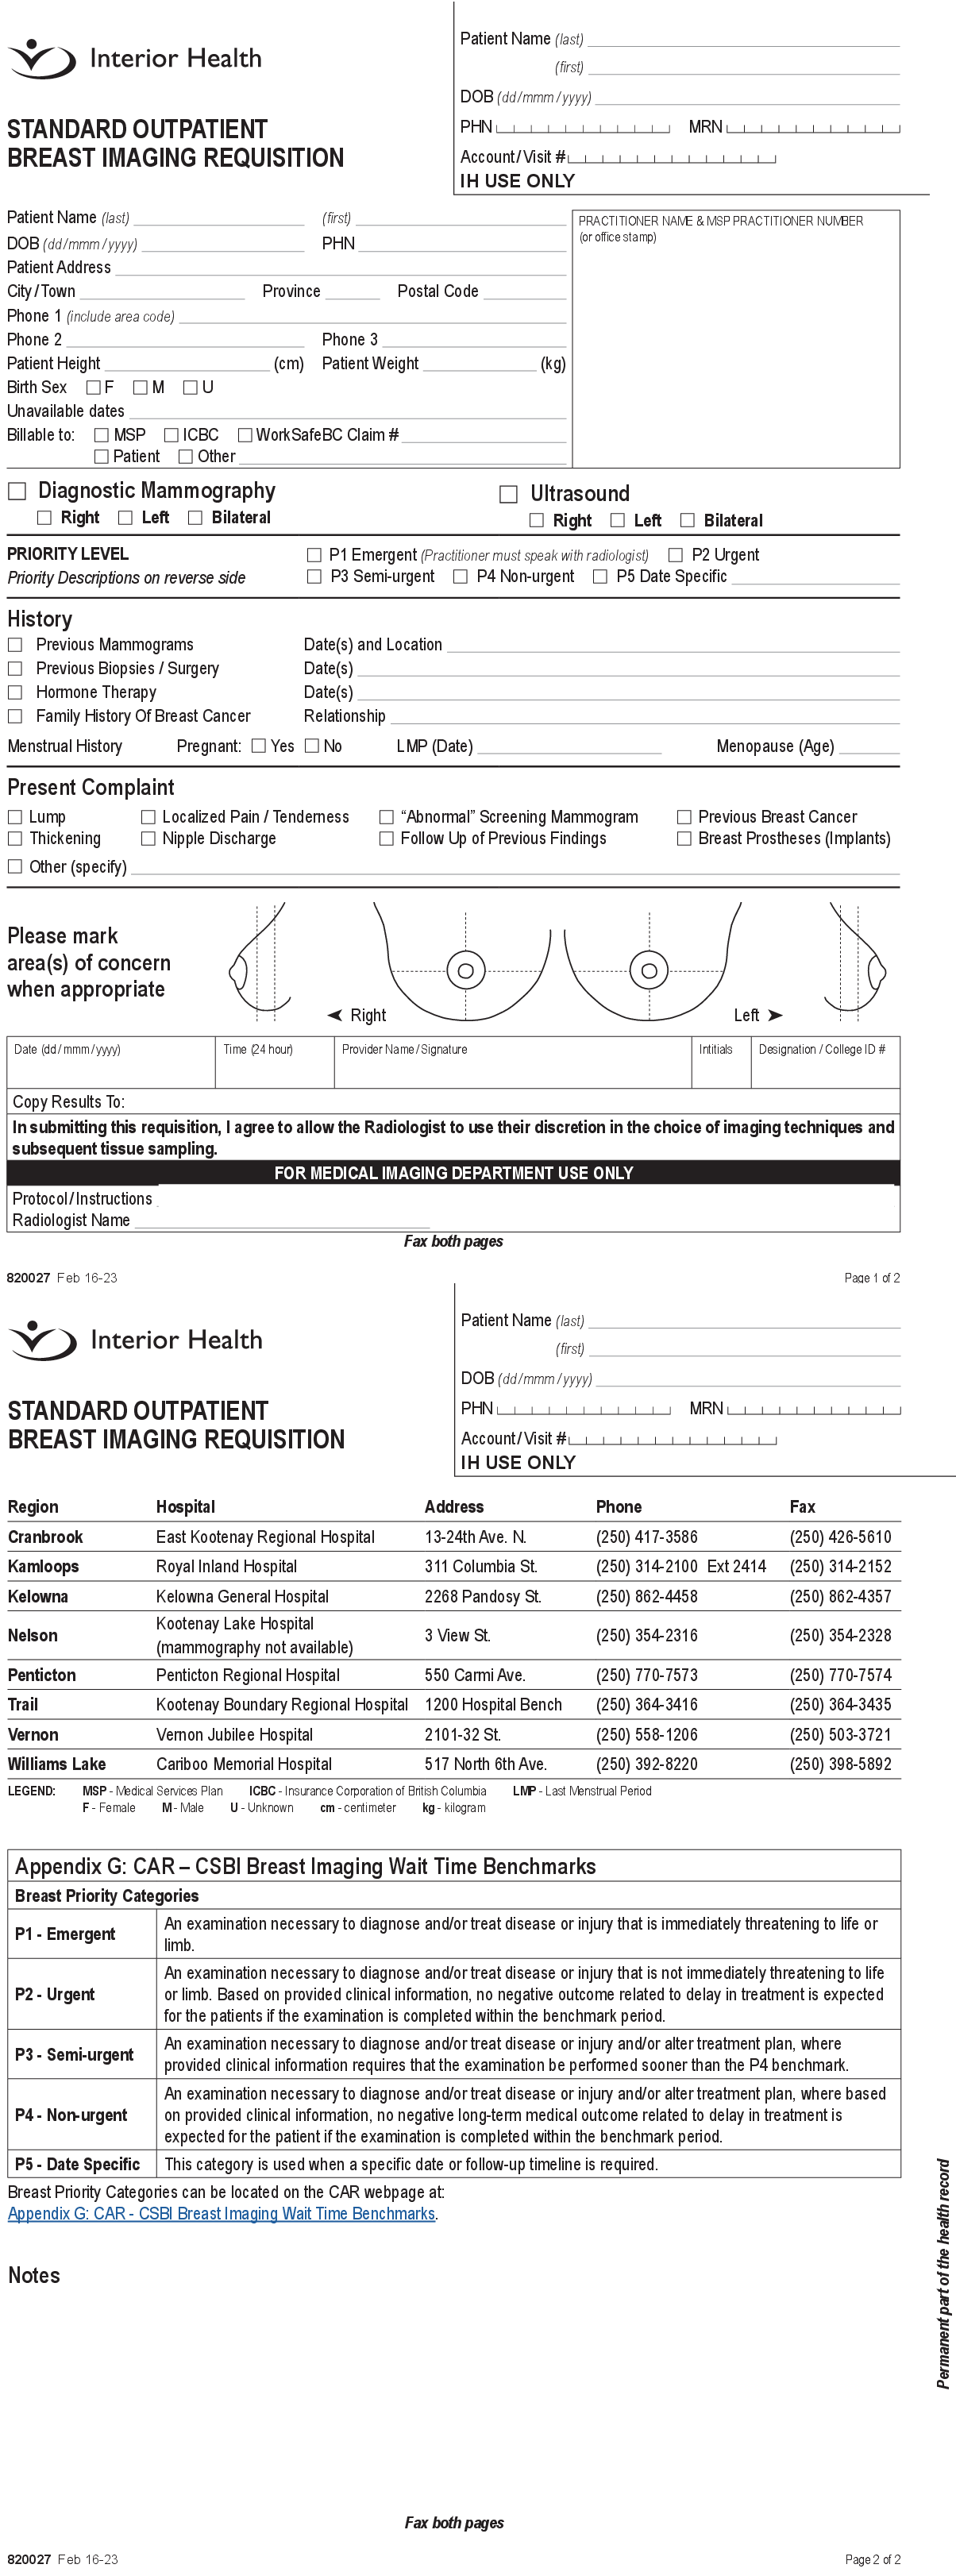 Interior Health
STANDARD OUTPATIENT
BREAST IMAGING REQUISITION
Patient Name (last)
(first)
DOB (dd/mmm/yyyy)
PHN MRN
Account/Visit #
IH USE ONLY
Patient Name (last) (first)
DOB (dd/mmm/yyyy) PHN
Patient Address
City/Town Province Postal Code
Phone 1 (include area code)
Phone 2 Phone 3
Patient Height (cm) Patient Weight (kg)
Birth Sex F M U
Unavailable dates
Billable to: MSP ICBC WorkSafeBC Claim #
Patient Other
PRACTITIONER NAME & MSP PRACTITIONER NUMBER
(or office stamp)
Diagnostic Mammography
Right Left Bilateral
Ultrasound
Right Left Bilateral
PRIORITY LEVEL P1 Emergent (Practitioner must speak with radiologist) P2 Urgent
Priority Descriptions on reverse side P3 Semi-urgent P4 Non-urgent P5 Date Specific
History
Previous Mammograms Date(s) and Location
Previous Biopsies / Surgery Date(s)
Hormone Therapy Date(s)
Family History Of Breast Cancer Relationship
Menstrual History Pregnant: Yes No LMP (Date) Menopause (Age)
Present Complaint
Lump Localized Pain / Tenderness “Abnormal” Screening Mammogram Previous Breast Cancer
Thickening Nipple Discharge Follow Up of Previous Findings Breast Prostheses (Implants)
Other (specify)
Please mark
area(s) of concern
when appropriate
Right Left
Date (dd/mmm/yyyy) Time (24 hour) Provider Name/Signature Intitials Designation / College ID #
Copy Results To:
In submitting this requisition, I agree to allow the Radiologist to use their discretion in the choice of imaging techniques and
subsequent tissue sampling.
FOR MEDICAL IMAGING DEPARTMENT USE ONLY
Protocol/Instructions
Radiologist Name
Fax both pages
820027 Feb 16-23 Page 1 of 2
Interior Health
STANDARD OUTPATIENT
BREAST IMAGING REQUISITION
Patient Name (last)
(first)
DOB (dd/mmm/yyyy)
PHN MRN
Account/Visit #
IH USE ONLY
Region Hospital Address Phone Fax
Cranbrook East Kootenay Regional Hospital 13-24th Ave. N. (250) 417-3586 (250) 426-5610
Kamloops Royal Inland Hospital 311 Columbia St. (250) 314-2100 Ext 2414 (250) 314-2152
Kelowna Kelowna General Hospital 2268 Pandosy St. (250) 862-4458 (250) 862-4357
Nelson Kootenay Lake Hospital
(mammography not available) 3 View St. (250) 354-2316 (250) 354-2328
Penticton Penticton Regional Hospital 550 Carmi Ave. (250) 770-7573 (250) 770-7574
Trail Kootenay Boundary Regional Hospital 1200 Hospital Bench (250) 364-3416 (250) 364-3435
Vernon Vernon Jubilee Hospital 2101-32 St. (250) 558-1206 (250) 503-3721
Williams Lake Cariboo Memorial Hospital 517 North 6th Ave. (250) 392-8220 (250) 398-5892
LEGEND: MSP - Medical Services Plan ICBC - Insurance Corporation of British Columbia LMP - Last Menstrual Period
F - Female M - Male U - Unknown cm - centimeter kg - kilogram
Appendix G: CAR – CSBI Breast Imaging Wait Time Benchmarks
Breast Priority Categories
P1 - Emergent An examination necessary to diagnose and/or treat disease or injury that is immediately threatening to life or
limb.
P2 - Urgent An examination necessary to diagnose and/or treat disease or injury that is not immediately threatening to life
or limb. Based on provided clinical information, no negative outcome related to delay in treatment is expected
for the patients if the examination is completed within the benchmark period.
P3 - Semi-urgent An examination necessary to diagnose and/or treat disease or injury and/or alter treatment plan, where
provided clinical information requires that the examination be performed sooner than the P4 benchmark.
P4 - Non-urgent An examination necessary to diagnose and/or treat disease or injury and/or alter treatment plan, where based
on provided clinical information, no negative long-term medical outcome related to delay in treatment is
expected for the patient if the examination is completed within the benchmark period.
P5 - Date Specific This category is used when a specific date or follow-up timeline is required.
Breast Priority Categories can be located on the CAR webpage at:
Appendix G: CAR - CSBI Breast Imaging Wait Time Benchmarks.
Notes
Permanent part of the health record
Fax both pages
820027 Feb 16-23 Page 2 of 2